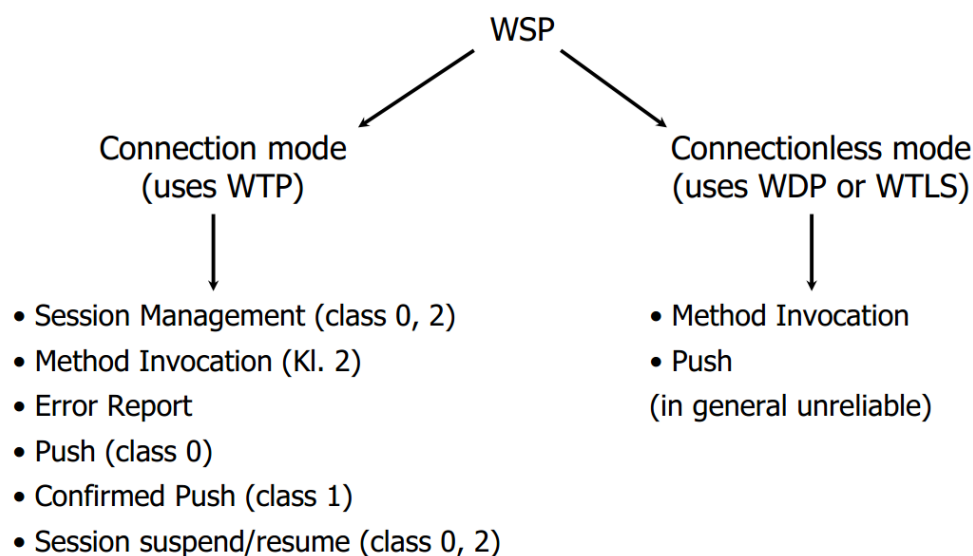 WSP
Connection mode
(uses WTP)
Connectionless mode
(uses WDP or WTLS)
• Session Management (class 0, 2)
• Method Invocation (Kl. 2)
• Error Report
• Push (class 0)
• Confirmed Push (class 1)
• Session suspend/resume (class 0, 2)
• Method Invocation
• Push
(in general unreliable)